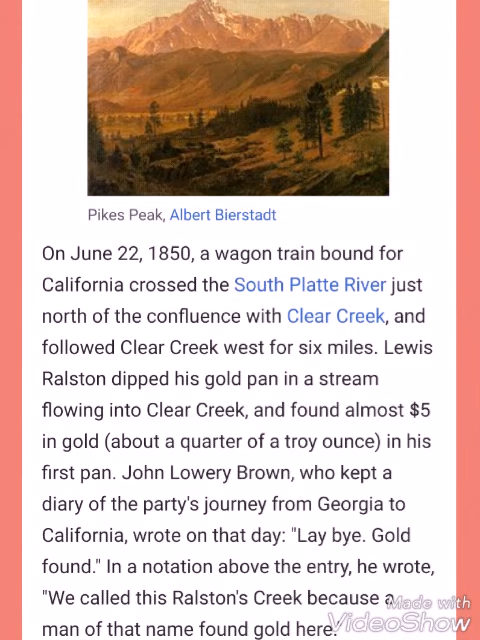 Pikes Peak, Albert Bierstadt
On June 22, 1850, a wagon train bound for
California crossed the South Platte River just
north of the confluence with Clear Creek, and
followed Clear Creek west for six miles. Lewis
Ralston dipped his gold pan in a stream
flowing into Clear Creek, and found almost $5
in gold (about a quarter of a troy ounce) in his
first pan. John Lowery Brown, who kept a
diary of the party's journey from Georgia to
California, wrote on that day: "Lay bye. Gold
found." In a notation above the entry, he wrote,
"We called this Ralston's Creek because a
man of that name found gold here."
Made with
VideoShow